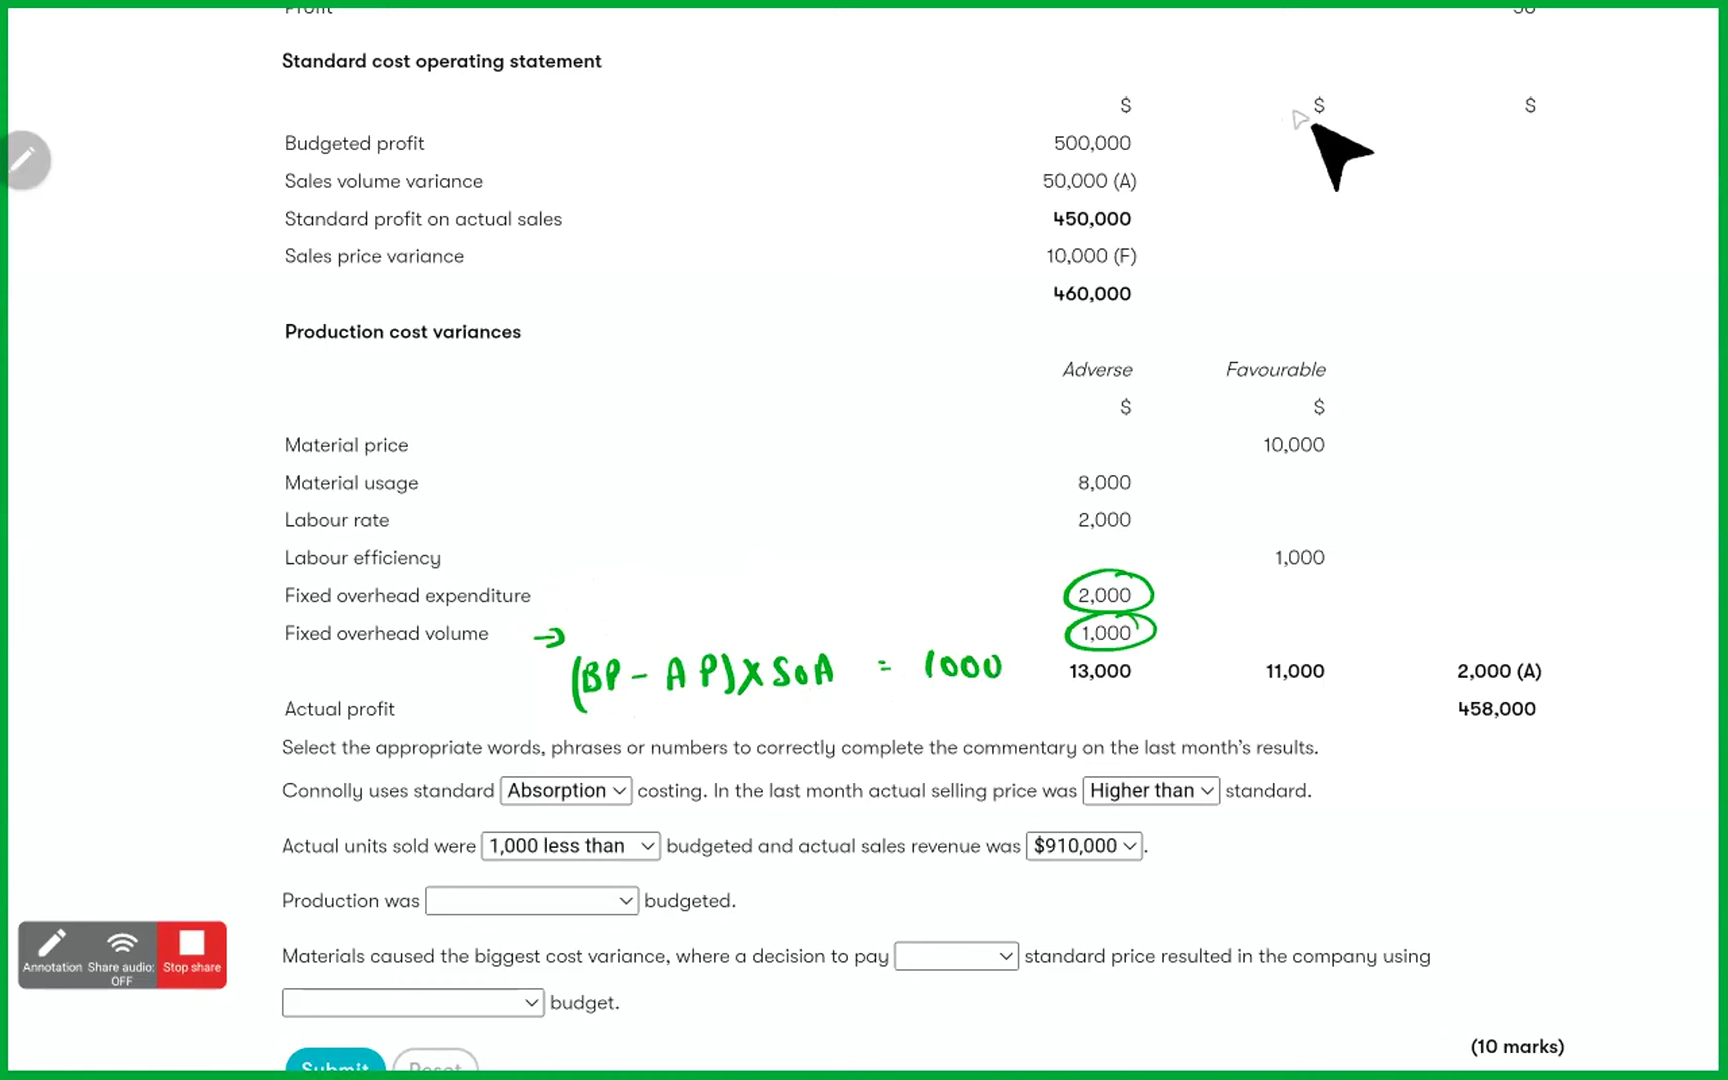 Profit 50
Standard cost operating statement
$ $ $
Budgeted profit 500,000
Sales volume variance 50,000 (A)
Standard profit on actual sales 450,000
Sales price variance 10,000 (F)
460,000
Production cost variances
Adverse Favourable
$ $
Material price 10,000
Material usage 8,000
Labour rate 2,000
Labour efficiency 1,000
Fixed overhead expenditure 2,000
Fixed overhead volume → 1,000
(BP - AP) X SOA = 1000 13,000 11,000 2,000 (A)
Actual profit 458,000
Select the appropriate words, phrases or numbers to correctly complete the commentary on the last month's results.
Connolly uses standard Absorption costing. In the last month actual selling price was Higher than standard.
Actual units sold were 1,000 less than budgeted and actual sales revenue was $910,000.
Production was budgeted.
Materials caused the biggest cost variance, where a decision to pay standard price resulted in the company using
budget.
Annotation Share audio: OFF Stop share
(10 marks)
Submit Reset